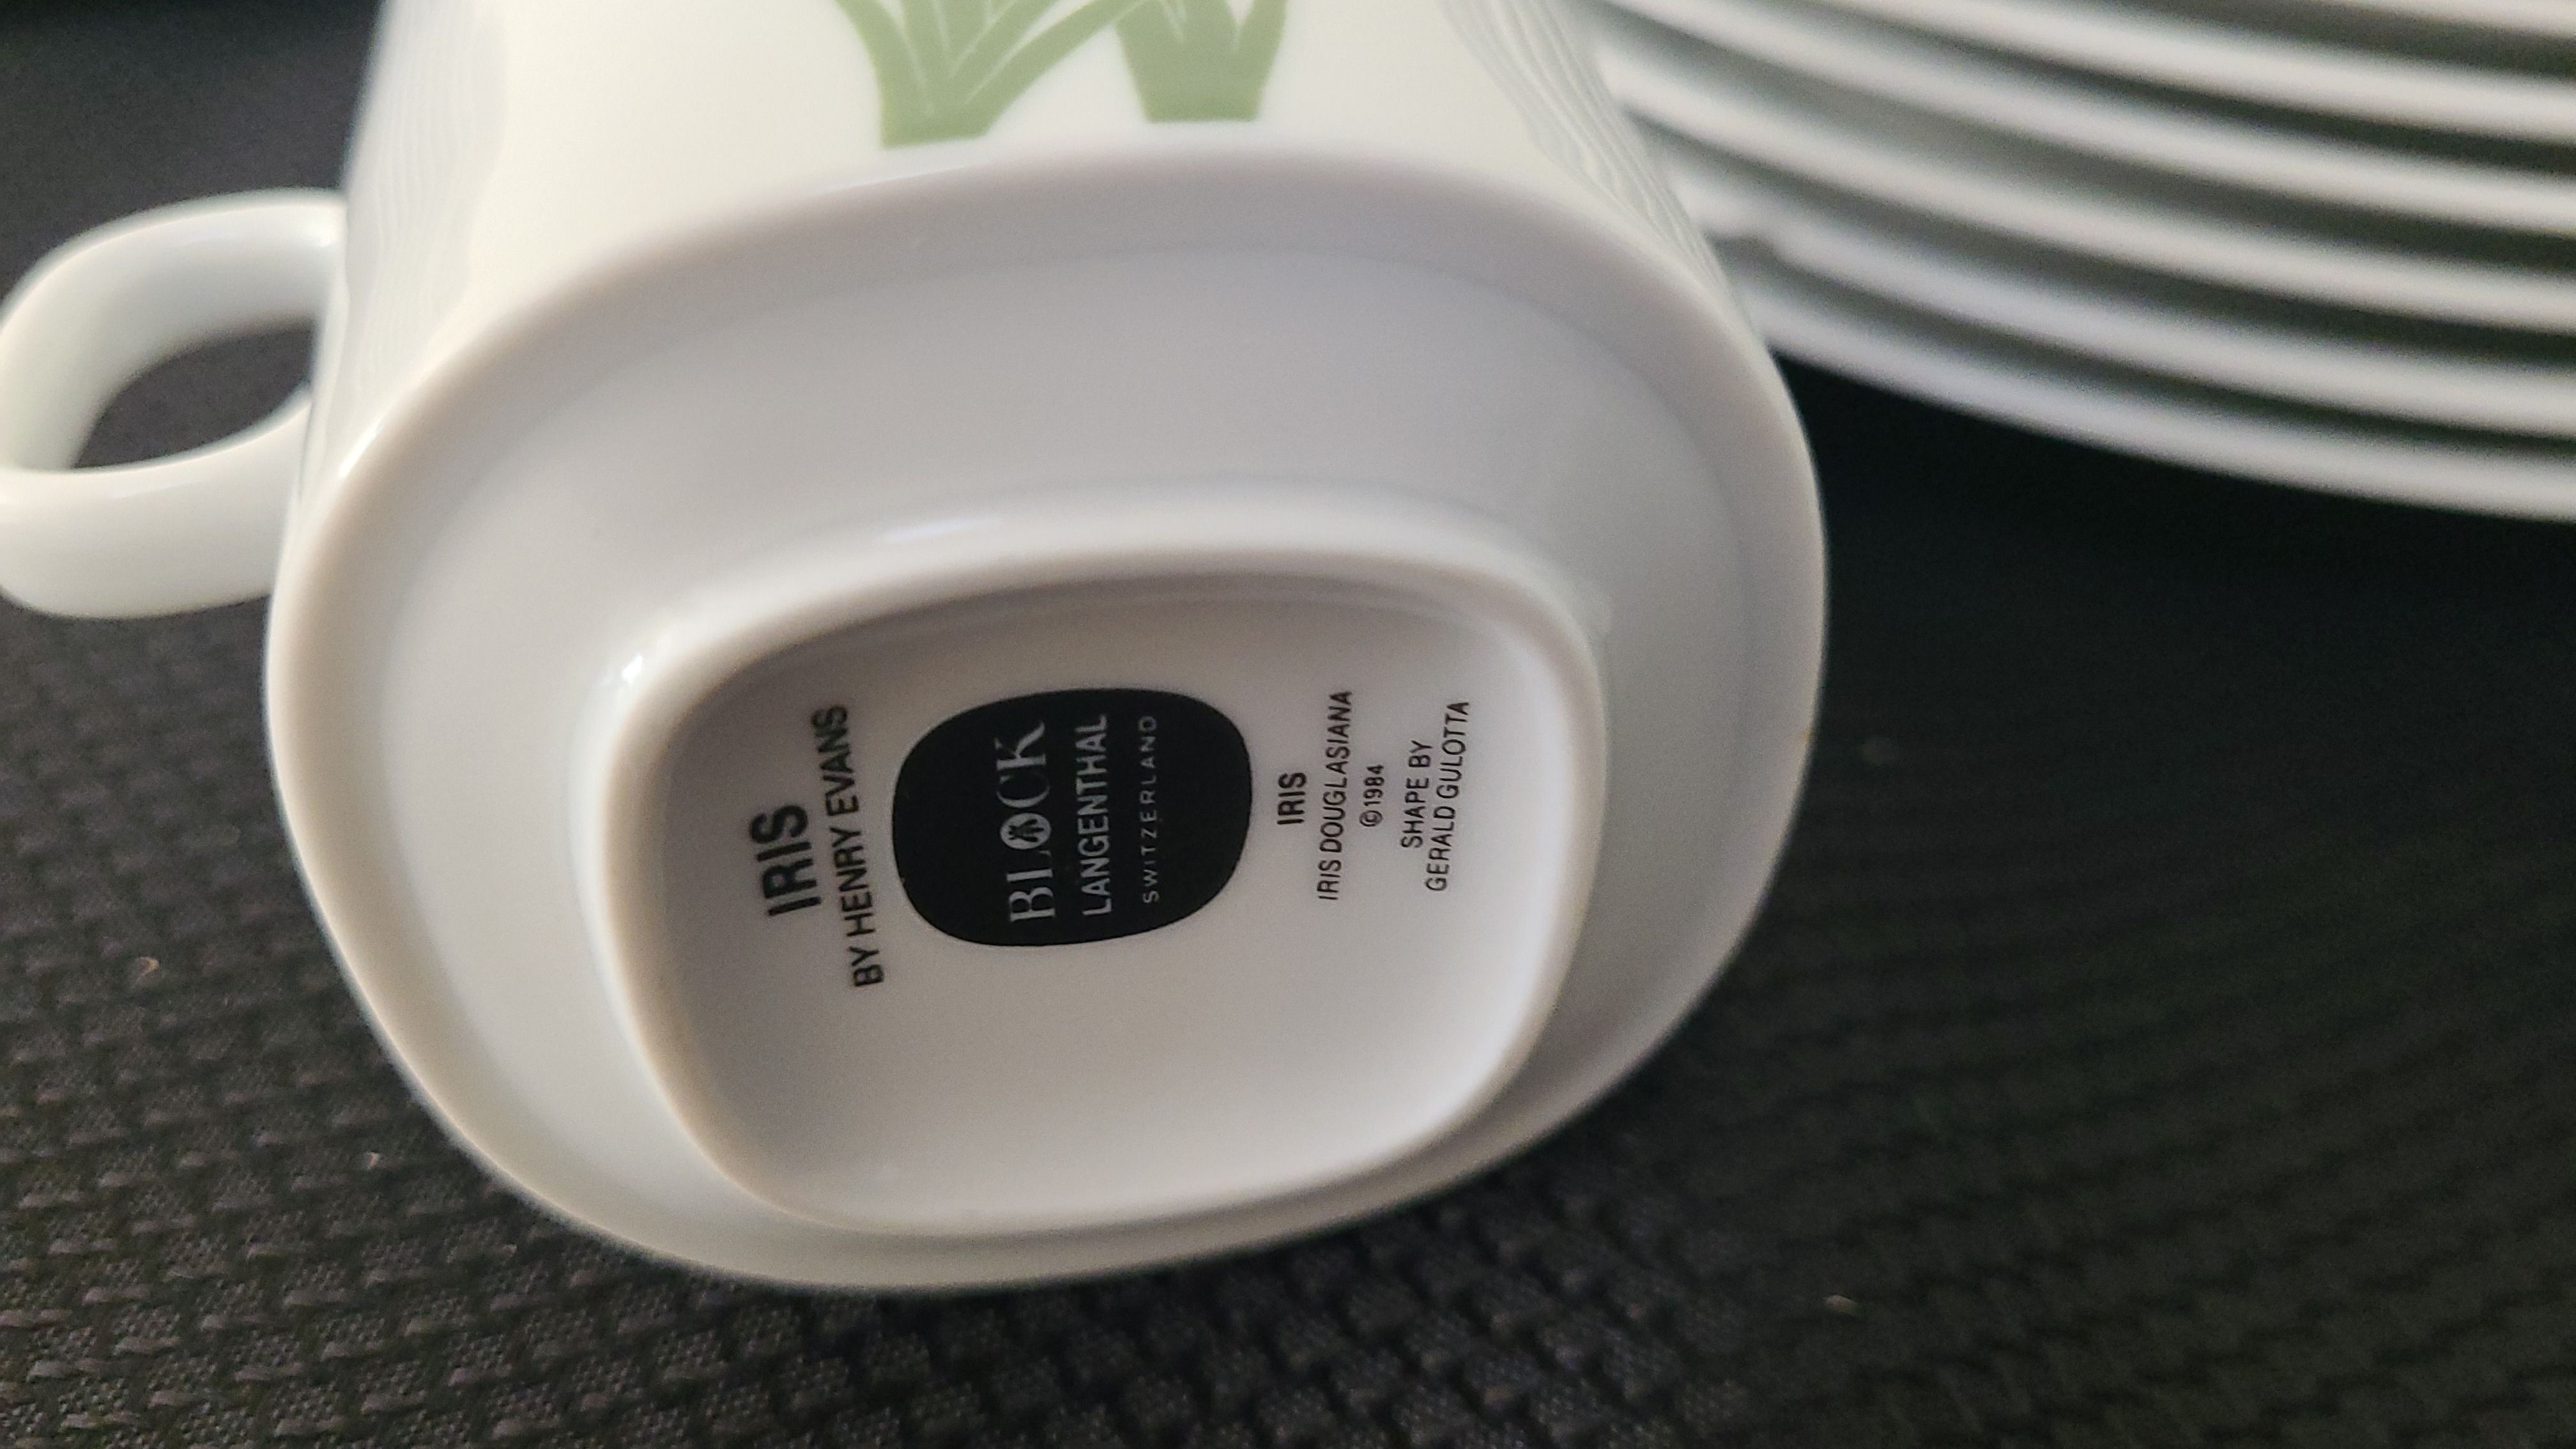 IRIS
BY HENRY EVANS
BLOCK
LANGENTHAL
SWITZERLAND
IRIS
IRIS DOUGLASIANA
©1984
SHAPE BY
GERALD GULOTTA